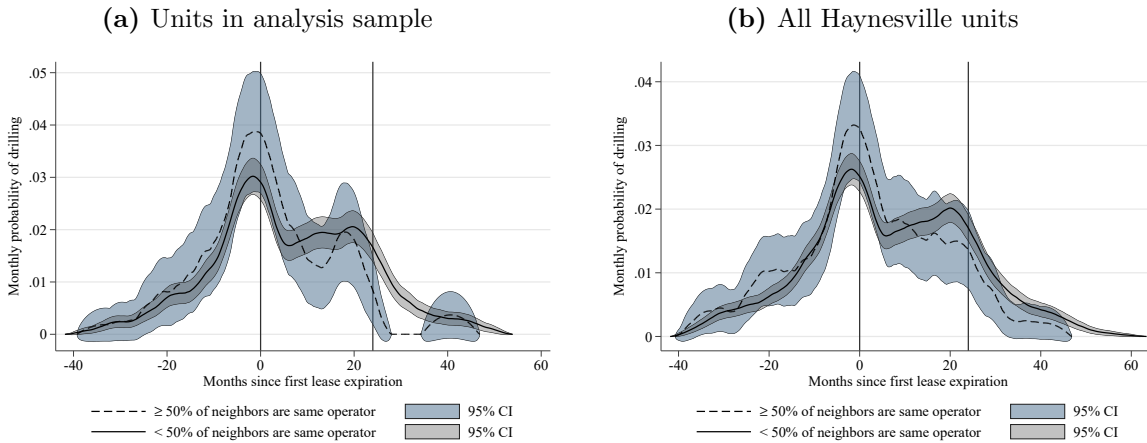 (a) Units in analysis sample
(b) All Haynesville units
Monthly probability of drilling
.05
.04
.03
.02
.01
0
-40 -20 0 20 40 60
Months since first lease expiration
≥ 50% of neighbors are same operator 95% CI
< 50% of neighbors are same operator 95% CI
Monthly probability of drilling
.04
.03
.02
.01
0
-40 -20 0 20 40 60
Months since first lease expiration
≥ 50% of neighbors are same operator 95% CI
< 50% of neighbors are same operator 95% CI